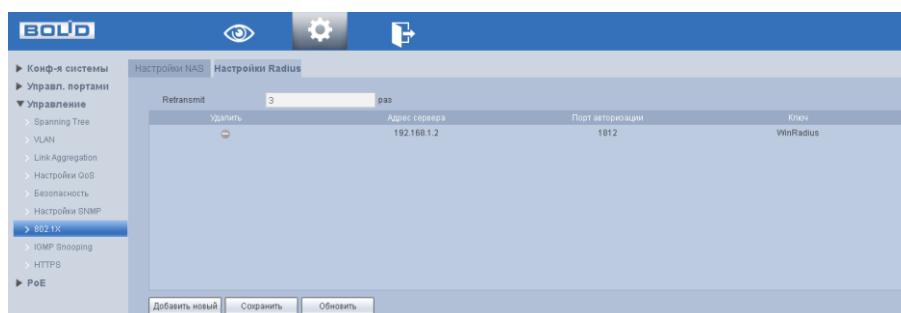 BOLID
Конф-я системы
Управл. портами
Управление
Spanning Tree
VLAN
Link Aggregation
Настройки QoS
Безопасность
Настройки SNMP
802.1X
IGMP Snooping
HTTPS
PoE
Настройки NAS Настройки Radius
Retransmit 3 раз
Удалить Адрес сервера Порт авторизации Ключ
192.168.1.2 1812 WinRadius
Добавить новый Сохранить Обновить